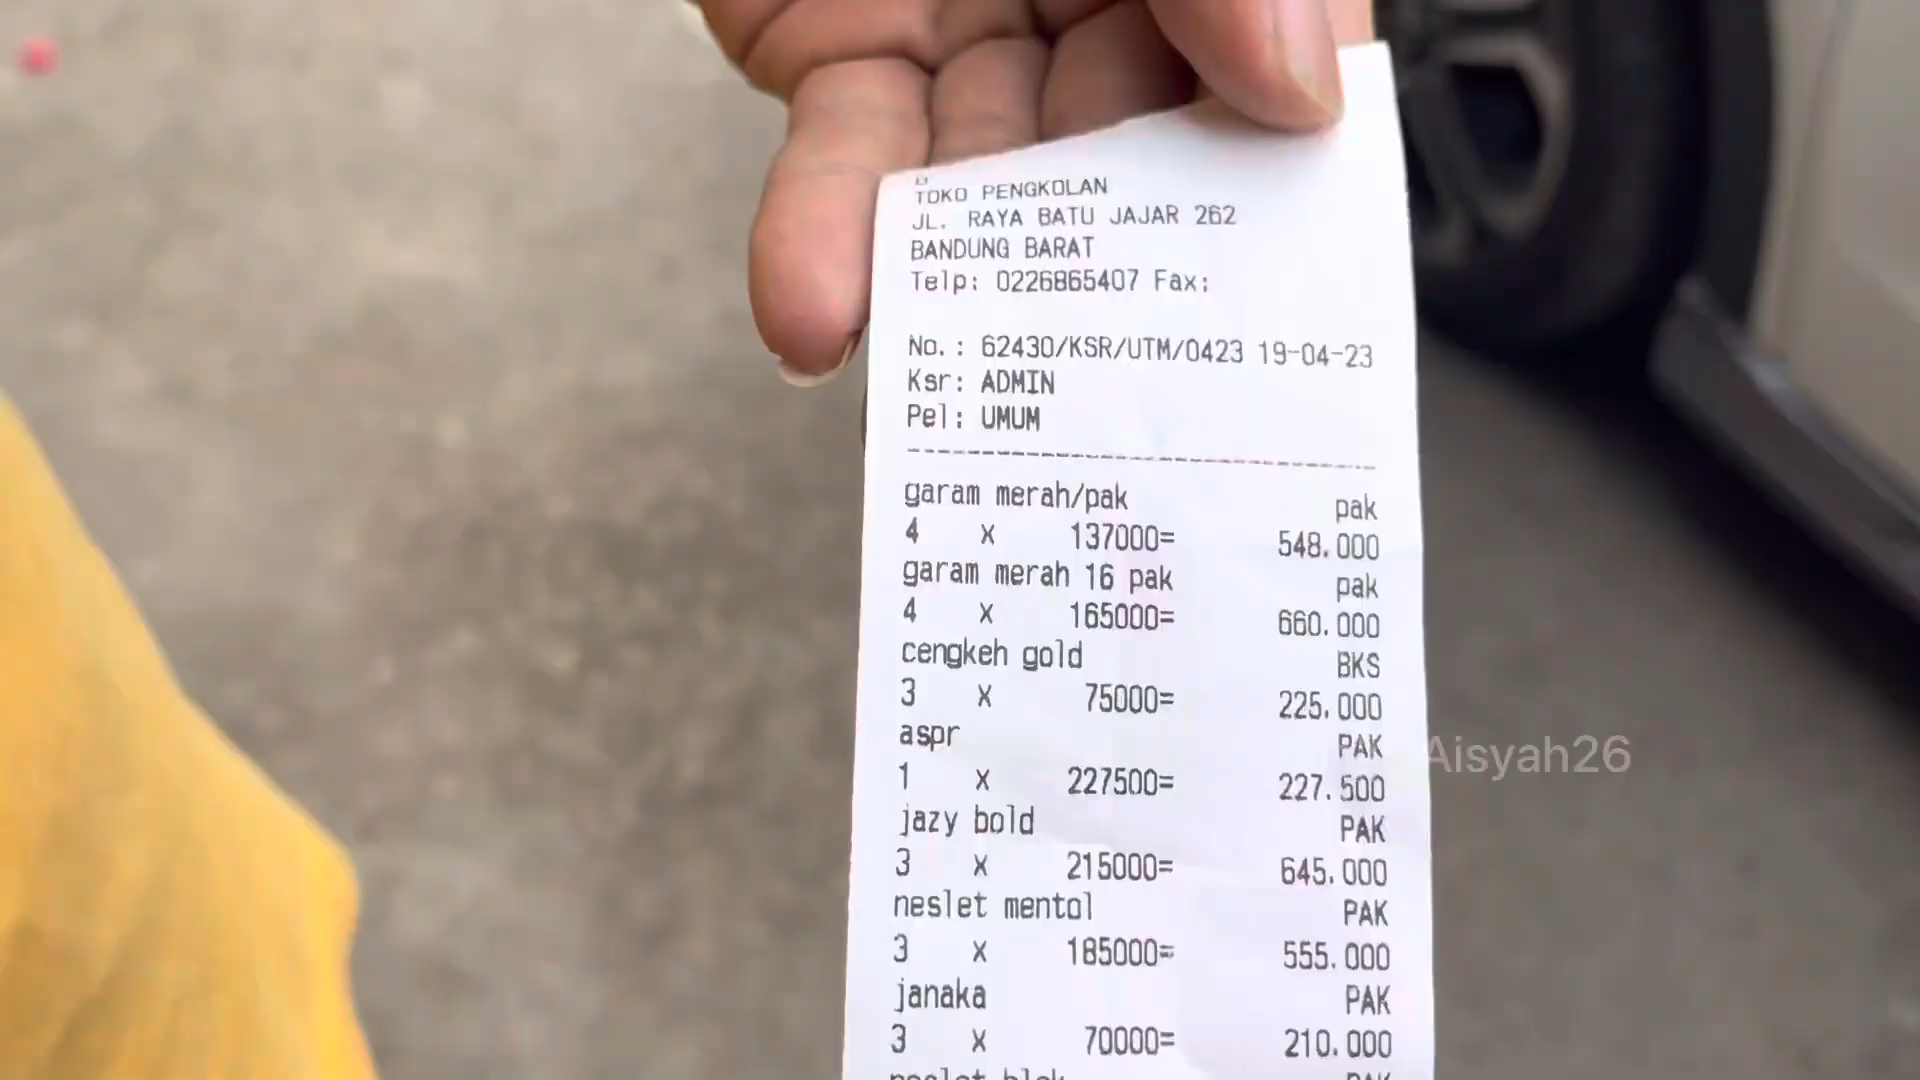 TOKO PENGKOLAN
JL. RAYA BATU JAJAR 262
BANDUNG BARAT
Telp: 0226865407 Fax:
No.: 62430/KSR/UTM/0423 19-04-23
Ksr: ADMIN
Pel: UMUM
garam merah/pak pak
4 X 137000= 548.000
garam merah 16 pak pak
4 X 165000= 660.000
cengkeh gold BKS
3 X 75000= 225.000
aspr PAK
1 X 227500= 227.500
jazy bold PAK
3 X 215000= 645.000
neslet mentol PAK
3 X 185000= 555.000
janaka PAK
3 X 70000= 210.000
Aisyah26